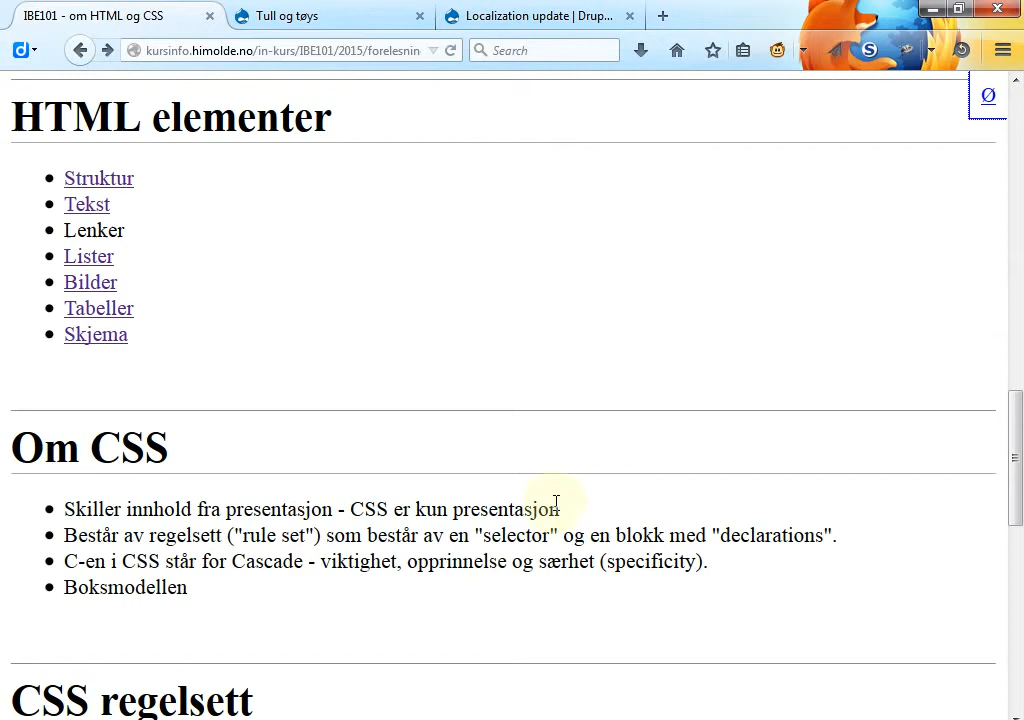 IBE101 - om HTML og CSS
Tull og tøys
Localization update | Drup...
kursinfo.himolde.no/in-kurs/IBE101/2015/forelesnin
Search
Ø
HTML elementer
Struktur
Tekst
Lenker
Lister
Bilder
Tabeller
Skjema
Om CSS
Skiller innhold fra presentasjon - CSS er kun presentasjon
Består av regelsett ("rule set") som består av en "selector" og en blokk med "declarations".
C-en i CSS står for Cascade - viktighet, opprinnelse og særhet (specificity).
Boksmodellen
CSS regelsett